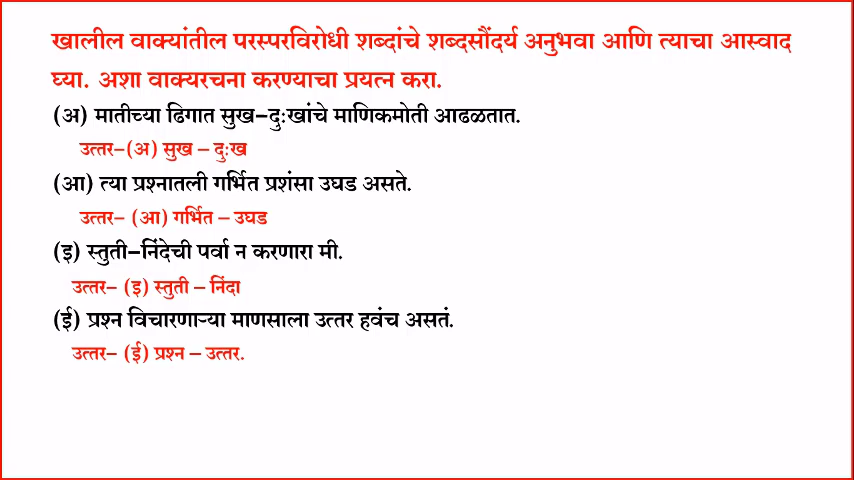 खालील वाक्यांतील परस्परविरोधी शब्दांचे शब्दसौंदर्य अनुभवा आणि त्याचा आस्वाद
घ्या. अशा वाक्यरचना करण्याचा प्रयत्न करा.
(अ) मातीच्या ढिगात सुख–दुःखांचे माणिकमोती आढळतात.
उत्तर–(अ) सुख – दुःख
(आ) त्या प्रश्नातली गर्भित प्रशंसा उघड असते.
उत्तर– (आ) गर्भित – उघड
(इ) स्तुती–निंदेची पर्वा न करणारा मी.
उत्तर– (इ) स्तुती – निंदा
(ई) प्रश्न विचारणाऱ्या माणसाला उत्तर हवंच असतं.
उत्तर– (ई) प्रश्न – उत्तर.